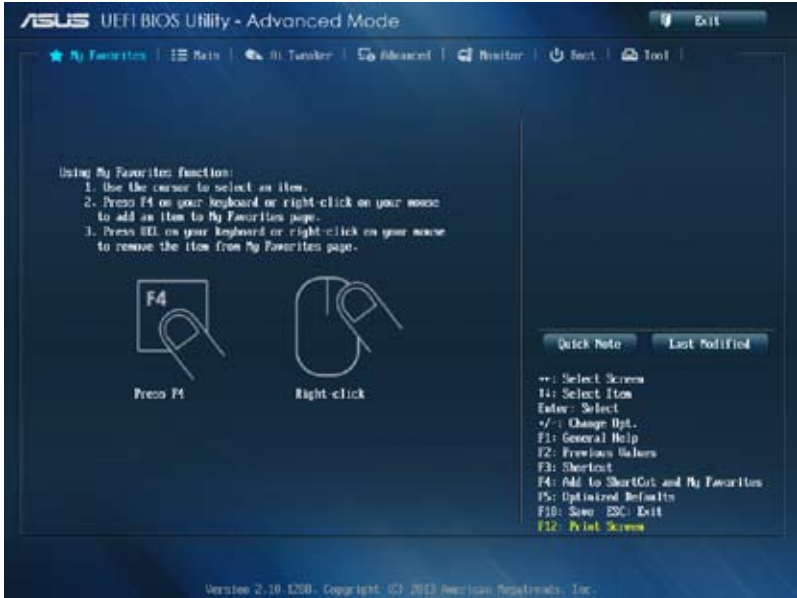 ASUS UEFI BIOS Utility - Advanced Mode
Exit
My Favorites | Main | Ai Tweaker | Advanced | Monitor | Boot | Tool
Using My Favorites function:
1. Use the cursor to select an item.
2. Press F4 on your keyboard or right-click on your mouse
to add an item to My Favorites page.
3. Press DEL on your keyboard or right-click on your mouse
to remove the item from My Favorites page.
F4
Press F4
Right-click
Quick Note
Last Modified
→←: Select Screen
↑↓: Select Item
Enter: Select
+/-: Change Opt.
F1: General Help
F2: Previous Values
F3: Shortcut
F4: Add to ShortCut and My Favorites
F5: Optimized Defaults
F10: Save ESC: Exit
F12: Print Screen
Version 2.10.1208. Copyright (C) 2013 American Megatrends, Inc.